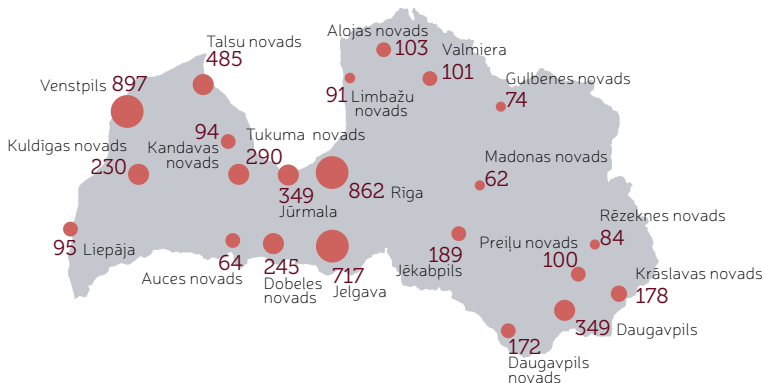 Alojas novads
103
Talsu novads
485
Valmiera
101
Venstpils 897
Gulbenes novads
74
91 Limbažu
novads
94
Tukuma novads
290
Kuldīgas novads
230
Kandavas
novads
Madonas novads
62
349
Jūrmala
862 Rīga
Rēzeknes novads
84
95 Liepāja
189
Jēkabpils
Preiļu novads
100
Auces novads
64
245
Dobeles
novads
717
Jelgava
Krāslavas novads
178
349 Daugavpils
172
Daugavpils
novads